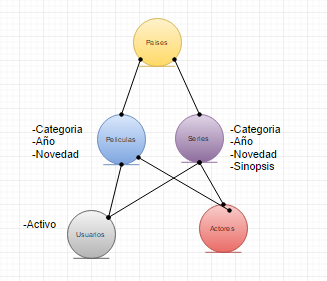 Paises
Peliculas
Series
-Categoria
-Año
-Novedad
-Categoria
-Año
-Novedad
-Sinopsis
-Activo
Usuarios
Actores